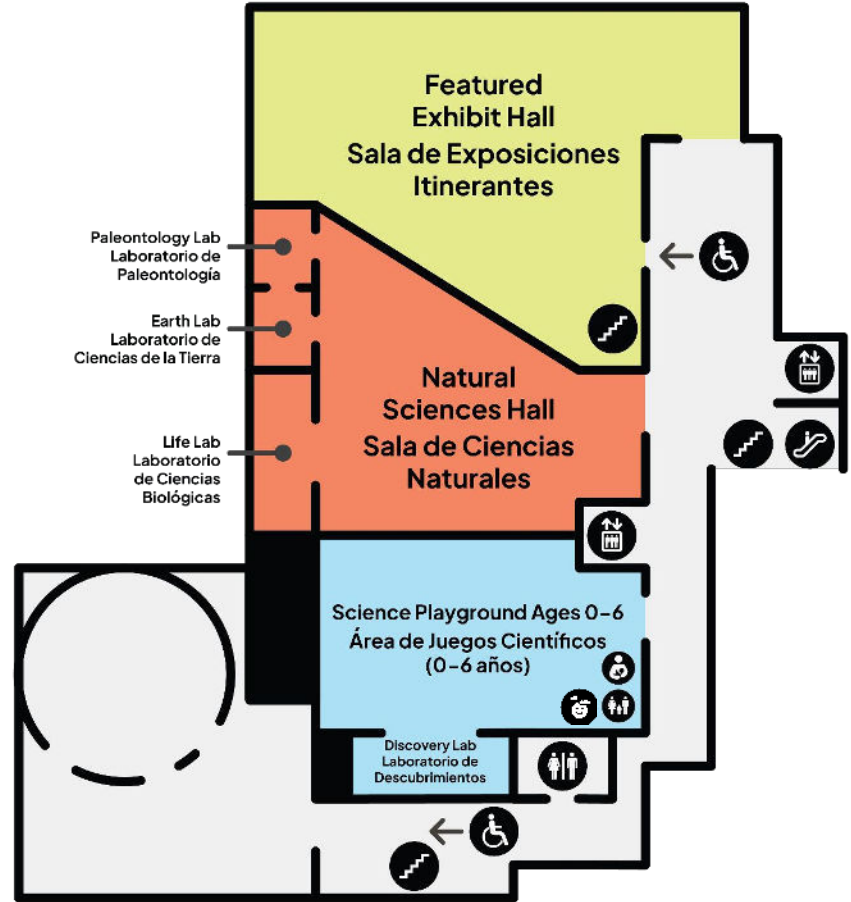 Featured
Exhibit Hall
Sala de Exposiciones
Itinerantes
Paleontology Lab
Laboratorio de
Paleontología
Earth Lab
Laboratorio de
Ciencias de la Tierra
Natural
Sciences Hall
Sala de Ciencias
Naturales
Life Lab
Laboratorio
de Ciencias
Biológicas
Science Playground Ages 0–6
Área de Juegos Científicos
(0–6 años)
Discovery Lab
Laboratorio de
Descubrimientos